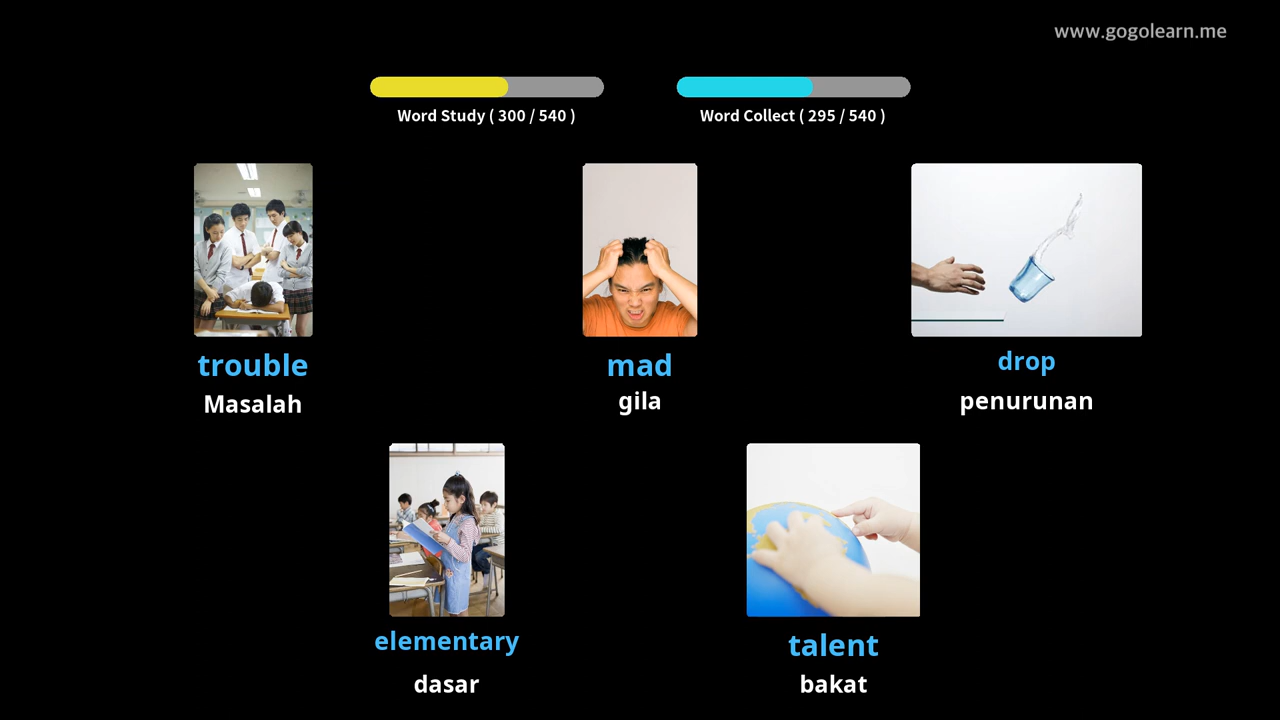 www.gogolearn.me
Word Study ( 300 / 540 )
Word Collect ( 295 / 540 )
trouble
Masalah
mad
gila
drop
penurunan
elementary
dasar
talent
bakat